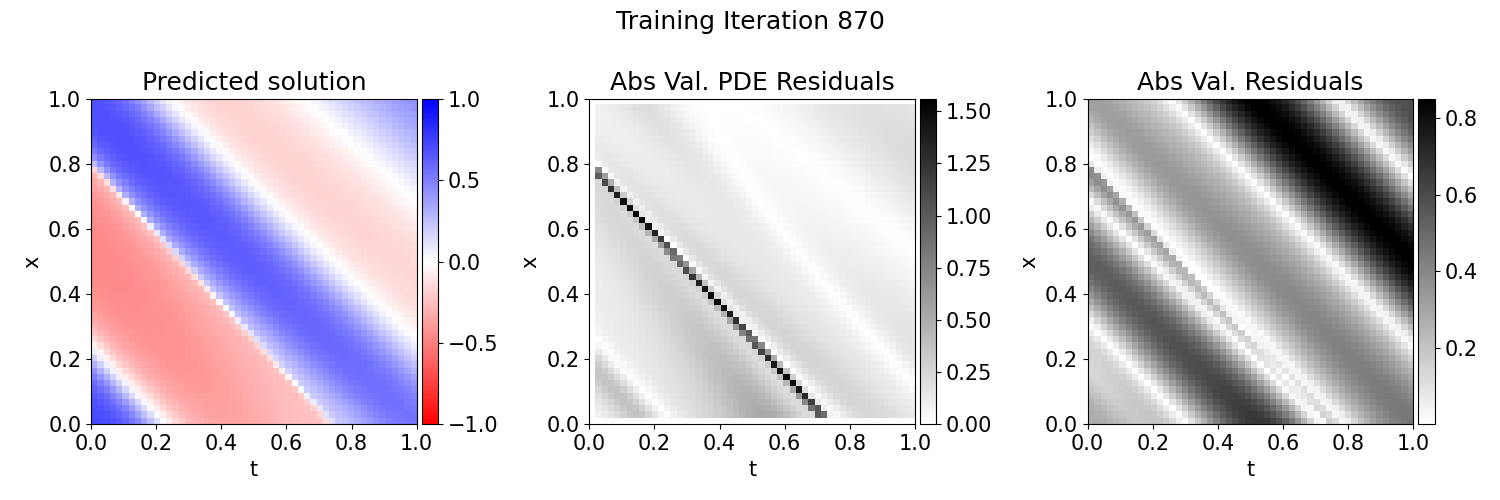 Training Iteration 870
Predicted solution
Abs Val. PDE Residuals
Abs Val. Residuals
1.0
0.8
0.6
0.4
0.2
0.0
x
0.0 0.2 0.4 0.6 0.8 1.0
t
1.0
0.5
0.0
−0.5
−1.0
1.0
0.8
0.6
0.4
0.2
0.0
x
0.0 0.2 0.4 0.6 0.8 1.0
t
1.50
1.25
1.00
0.75
0.50
0.25
0.00
1.0
0.8
0.6
0.4
0.2
0.0
x
0.0 0.2 0.4 0.6 0.8 1.0
t
0.8
0.6
0.4
0.2